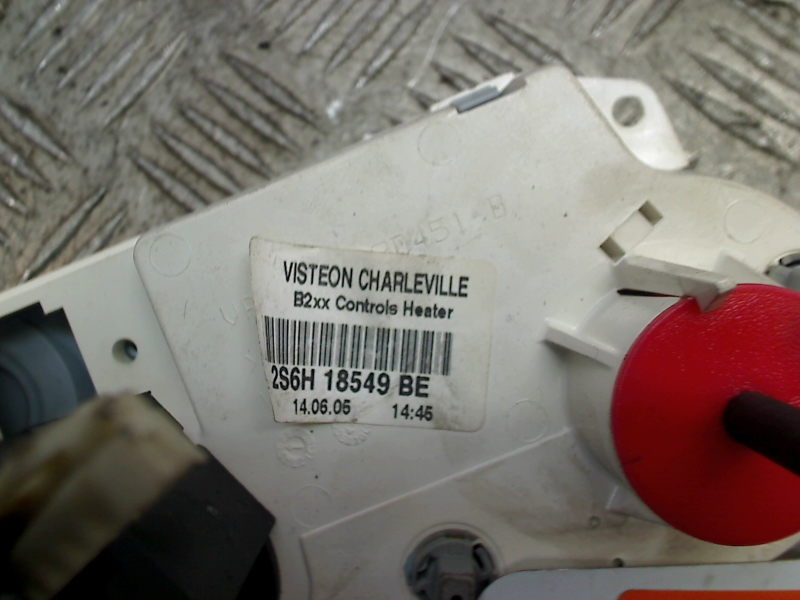 VISTEON CHARLEVILLE
B2xx Controls Heater
2S6H 18549 BE
14.06.05 14:45